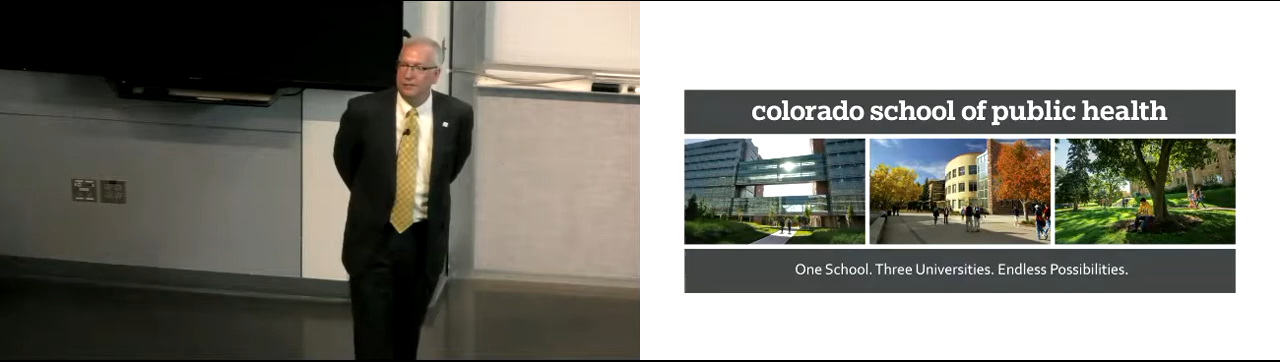 colorado school of public health
One School. Three Universities. Endless Possibilities.